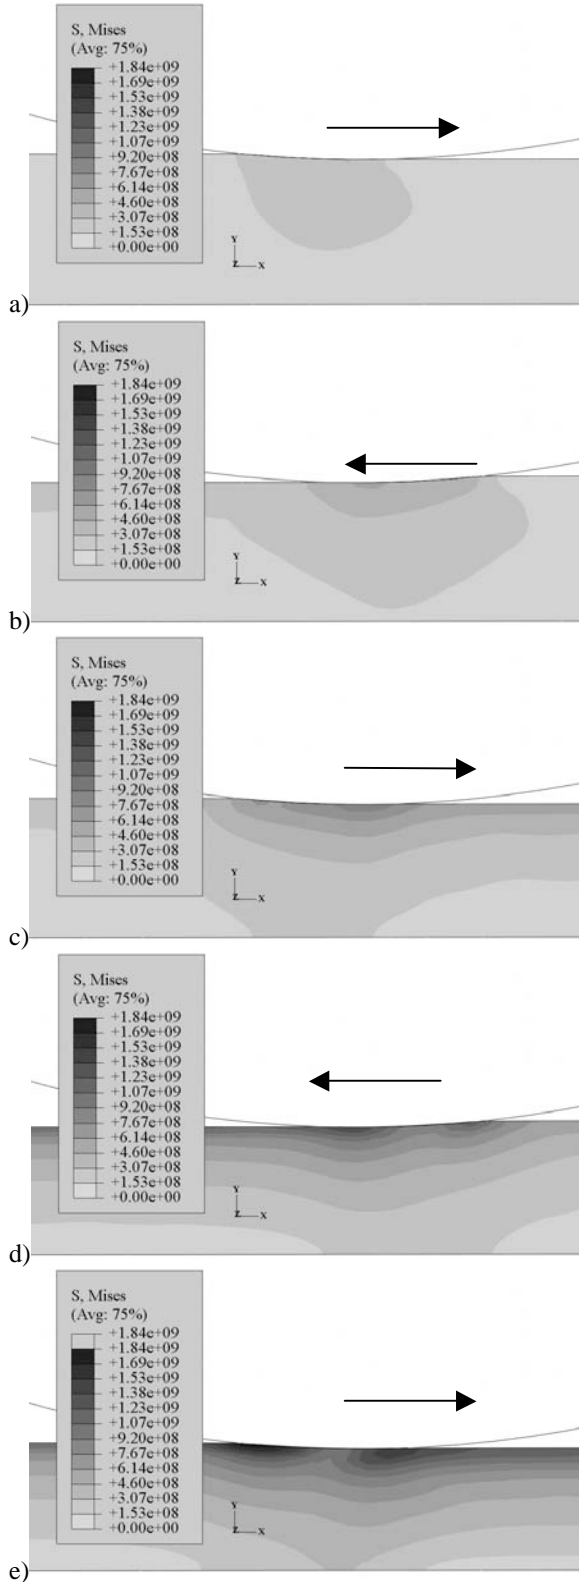 S, Mises
(Avg: 75%)
+1.84e+09
+1.69e+09
+1.53e+09
+1.38e+09
+1.23e+09
+1.07e+09
+9.20e+08
+7.67e+08
+6.14e+08
+4.60e+08
+3.07e+08
+1.53e+08
+0.00e+00
Y
Z X
a)
S, Mises
(Avg: 75%)
+1.84e+09
+1.69e+09
+1.53e+09
+1.38e+09
+1.23e+09
+1.07e+09
+9.20e+08
+7.67e+08
+6.14e+08
+4.60e+08
+3.07e+08
+1.53e+08
+0.00e+00
Y
Z X
b)
S, Mises
(Avg: 75%)
+1.84e+09
+1.69e+09
+1.53e+09
+1.38e+09
+1.23e+09
+1.07e+09
+9.20e+08
+7.67e+08
+6.14e+08
+4.60e+08
+3.07e+08
+1.53e+08
+0.00e+00
Y
Z X
c)
S, Mises
(Avg: 75%)
+1.84e+09
+1.69e+09
+1.53e+09
+1.38e+09
+1.23e+09
+1.07e+09
+9.20e+08
+7.67e+08
+6.14e+08
+4.60e+08
+3.07e+08
+1.53e+08
+0.00e+00
Y
Z X
d)
S, Mises
(Avg: 75%)
+1.84e+09
+1.84e+09
+1.69e+09
+1.53e+09
+1.38e+09
+1.23e+09
+1.07e+09
+9.20e+08
+7.67e+08
+6.14e+08
+4.60e+08
+3.07e+08
+1.53e+08
+0.00e+00
Y
Z X
e)